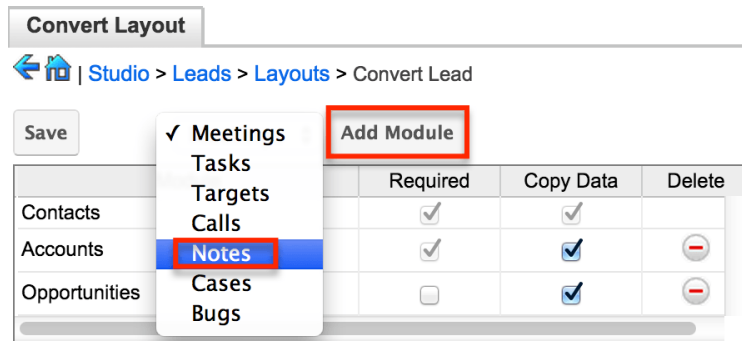 Convert Layout
| Studio > Leads > Layouts > Convert Lead
Save
✓ Meetings
Add Module
Tasks
Targets
Calls
Notes
Cases
Bugs
Required
Copy Data
Delete
Contacts
Accounts
Opportunities